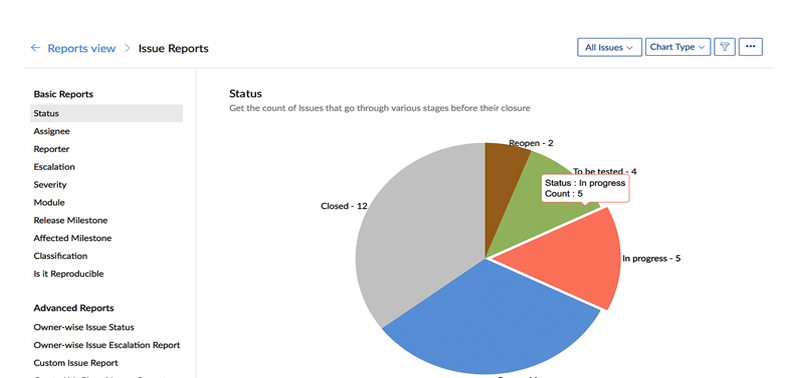 Reports view > Issue Reports
All Issues
Chart Type
Basic Reports
Status
Assignee
Reporter
Escalation
Severity
Module
Release Milestone
Affected Milestone
Classification
Is it Reproducible
Advanced Reports
Owner-wise Issue Status
Owner-wise Issue Escalation Report
Custom Issue Report
Status
Get the count of Issues that go through various stages before their closure
Reopen - 2
To be tested - 4
Status : In progress
Count : 5
Closed - 12
In progress - 5